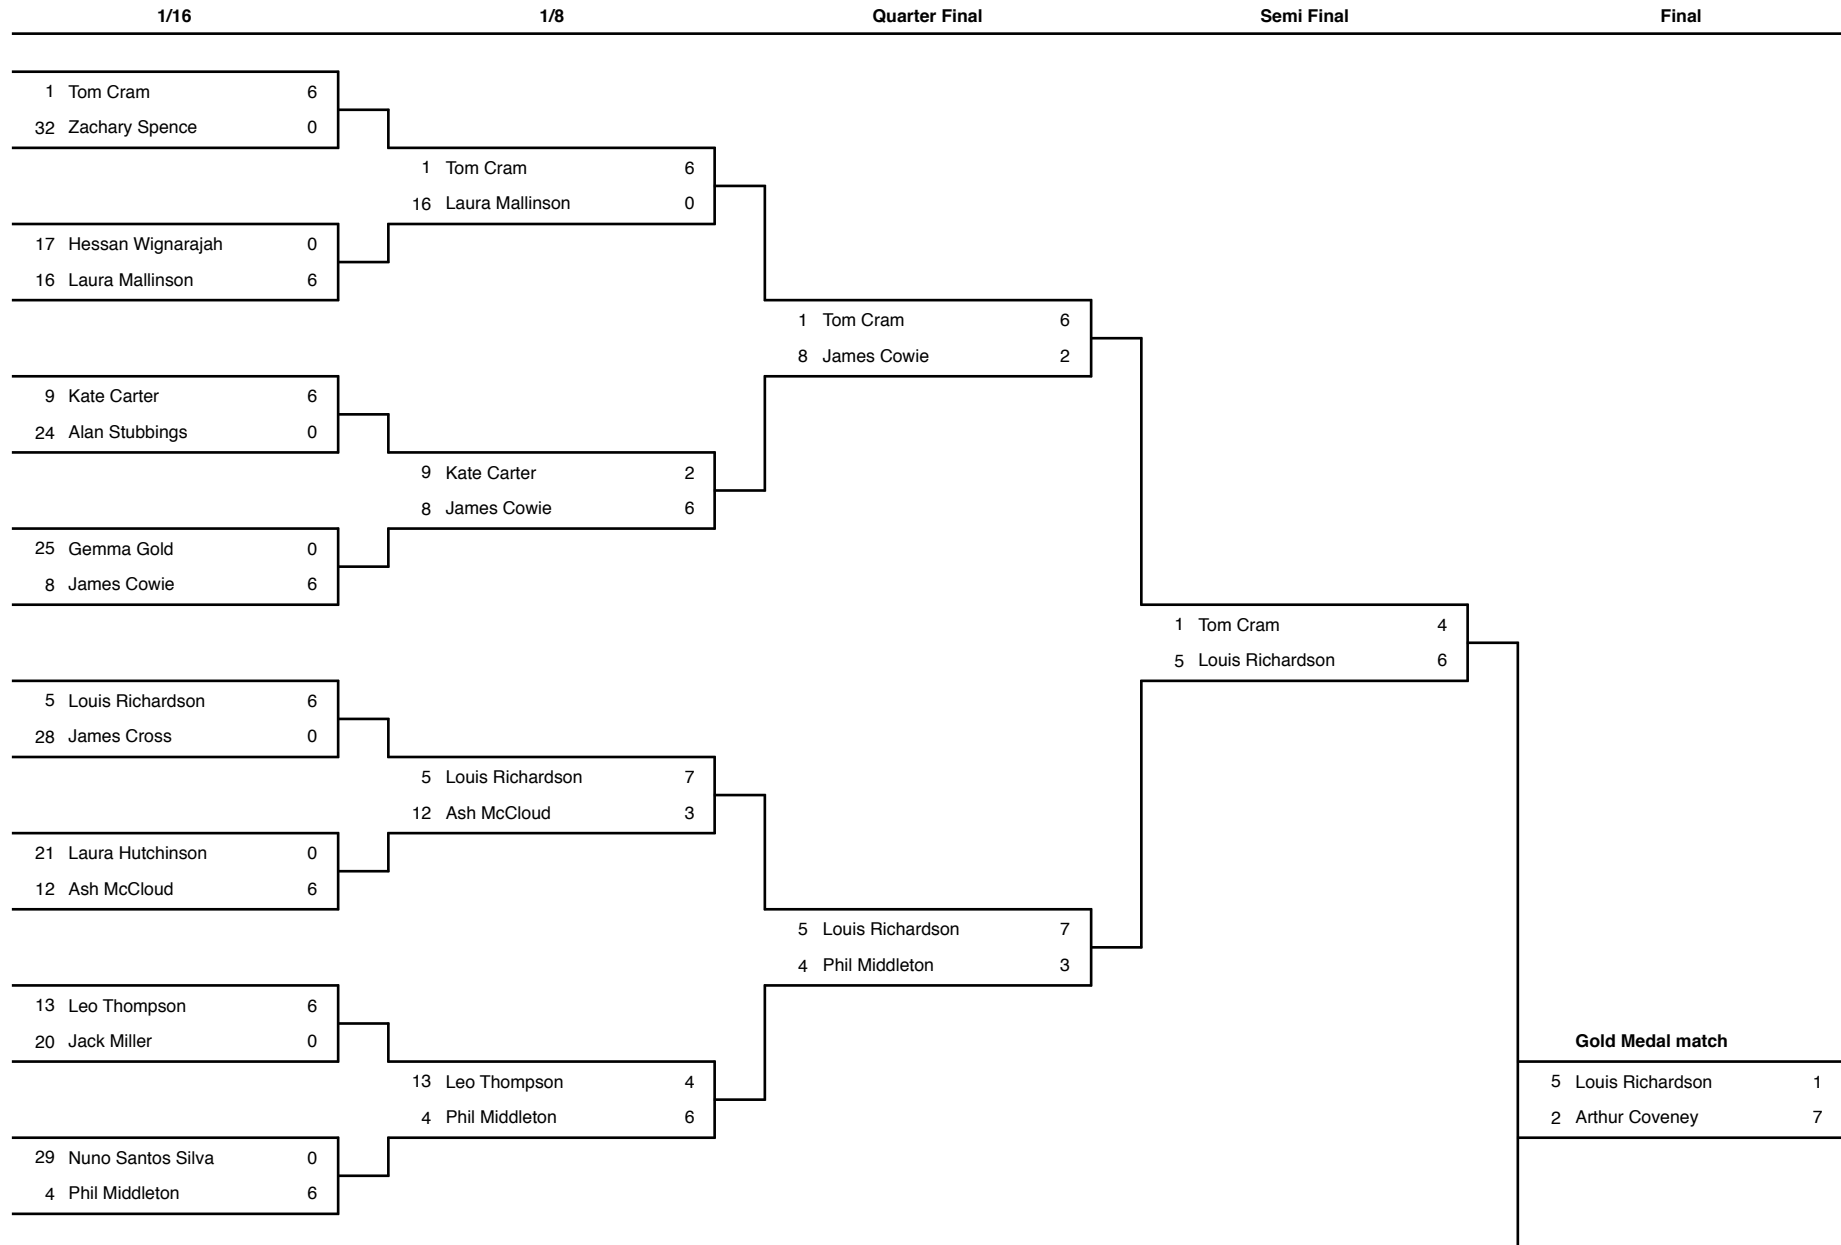 1/16 1/8 Quarter Final Semi Final Final
1 Tom Cram 6
32 Zachary Spence 0
1 Tom Cram 6
16 Laura Mallinson 0
17 Hessan Wignarajah 0
16 Laura Mallinson 6
1 Tom Cram 6
8 James Cowie 2
9 Kate Carter 6
24 Alan Stubbings 0
9 Kate Carter 2
8 James Cowie 6
25 Gemma Gold 0
8 James Cowie 6
1 Tom Cram 4
5 Louis Richardson 6
5 Louis Richardson 6
28 James Cross 0
5 Louis Richardson 7
12 Ash McCloud 3
21 Laura Hutchinson 0
12 Ash McCloud 6
5 Louis Richardson 7
4 Phil Middleton 3
13 Leo Thompson 6
20 Jack Miller 0
Gold Medal match
13 Leo Thompson 4
4 Phil Middleton 6
5 Louis Richardson 1
2 Arthur Coveney 7
29 Nuno Santos Silva 0
4 Phil Middleton 6